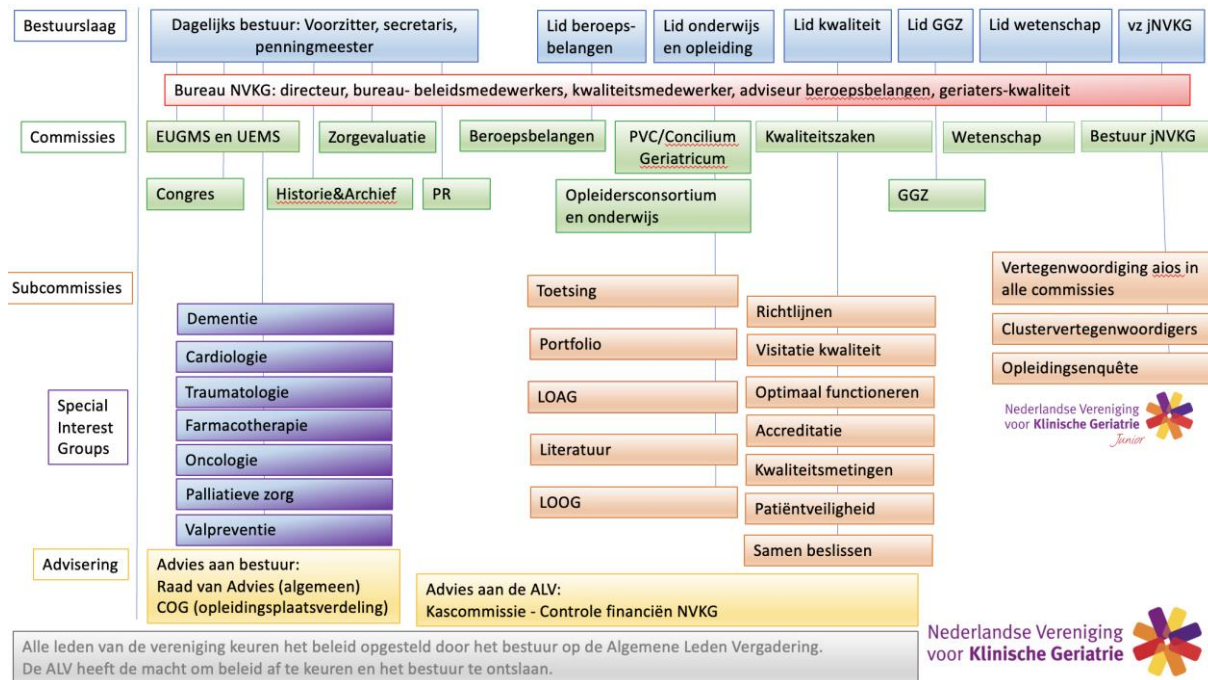 Bestuurslaag
Dagelijks bestuur: Voorzitter, secretaris,
penningmeester
Lid beroeps-
belangen
Lid onderwijs
en opleiding
Lid kwaliteit
Lid GGZ
Lid wetenschap
vz jNVKG
Bureau NVKG: directeur, bureau- beleidsmedewerkers, kwaliteitsmedewerker, adviseur beroepsbelangen, geriaters-kwaliteit
Commissies
EUGMS en UEMS
Zorgevaluatie
Beroepsbelangen
PVC/Concilium
Geriatricum
Kwaliteitszaken
Wetenschap
Bestuur jNVKG
Congres
Historie&Archief
PR
Opleidersconsortium
en onderwijs
GGZ
Subcommissies
Toetsing
Portfolio
LOAG
Literatuur
LOOG
Richtlijnen
Visitatie kwaliteit
Optimaal functioneren
Accreditatie
Kwaliteitsmetingen
Patiëntveiligheid
Samen beslissen
Vertegenwoordiging aios in
alle commissies
Clustervertegenwoordigers
Opleidingsenquête
Nederlandse Vereniging
voor Klinische Geriatrie
Junior
Special
Interest
Groups
Dementie
Cardiologie
Traumatologie
Farmacotherapie
Oncologie
Palliatieve zorg
Valpreventie
Advisering
Advies aan bestuur:
Raad van Advies (algemeen)
COG (opleidingsplaatsverdeling)
Advies aan de ALV:
Kascommissie - Controle financiën NVKG
Alle leden van de vereniging keuren het beleid opgesteld door het bestuur op de Algemene Leden Vergadering.
De ALV heeft de macht om beleid af te keuren en het bestuur te ontslaan.
Nederlandse Vereniging
voor Klinische Geriatrie